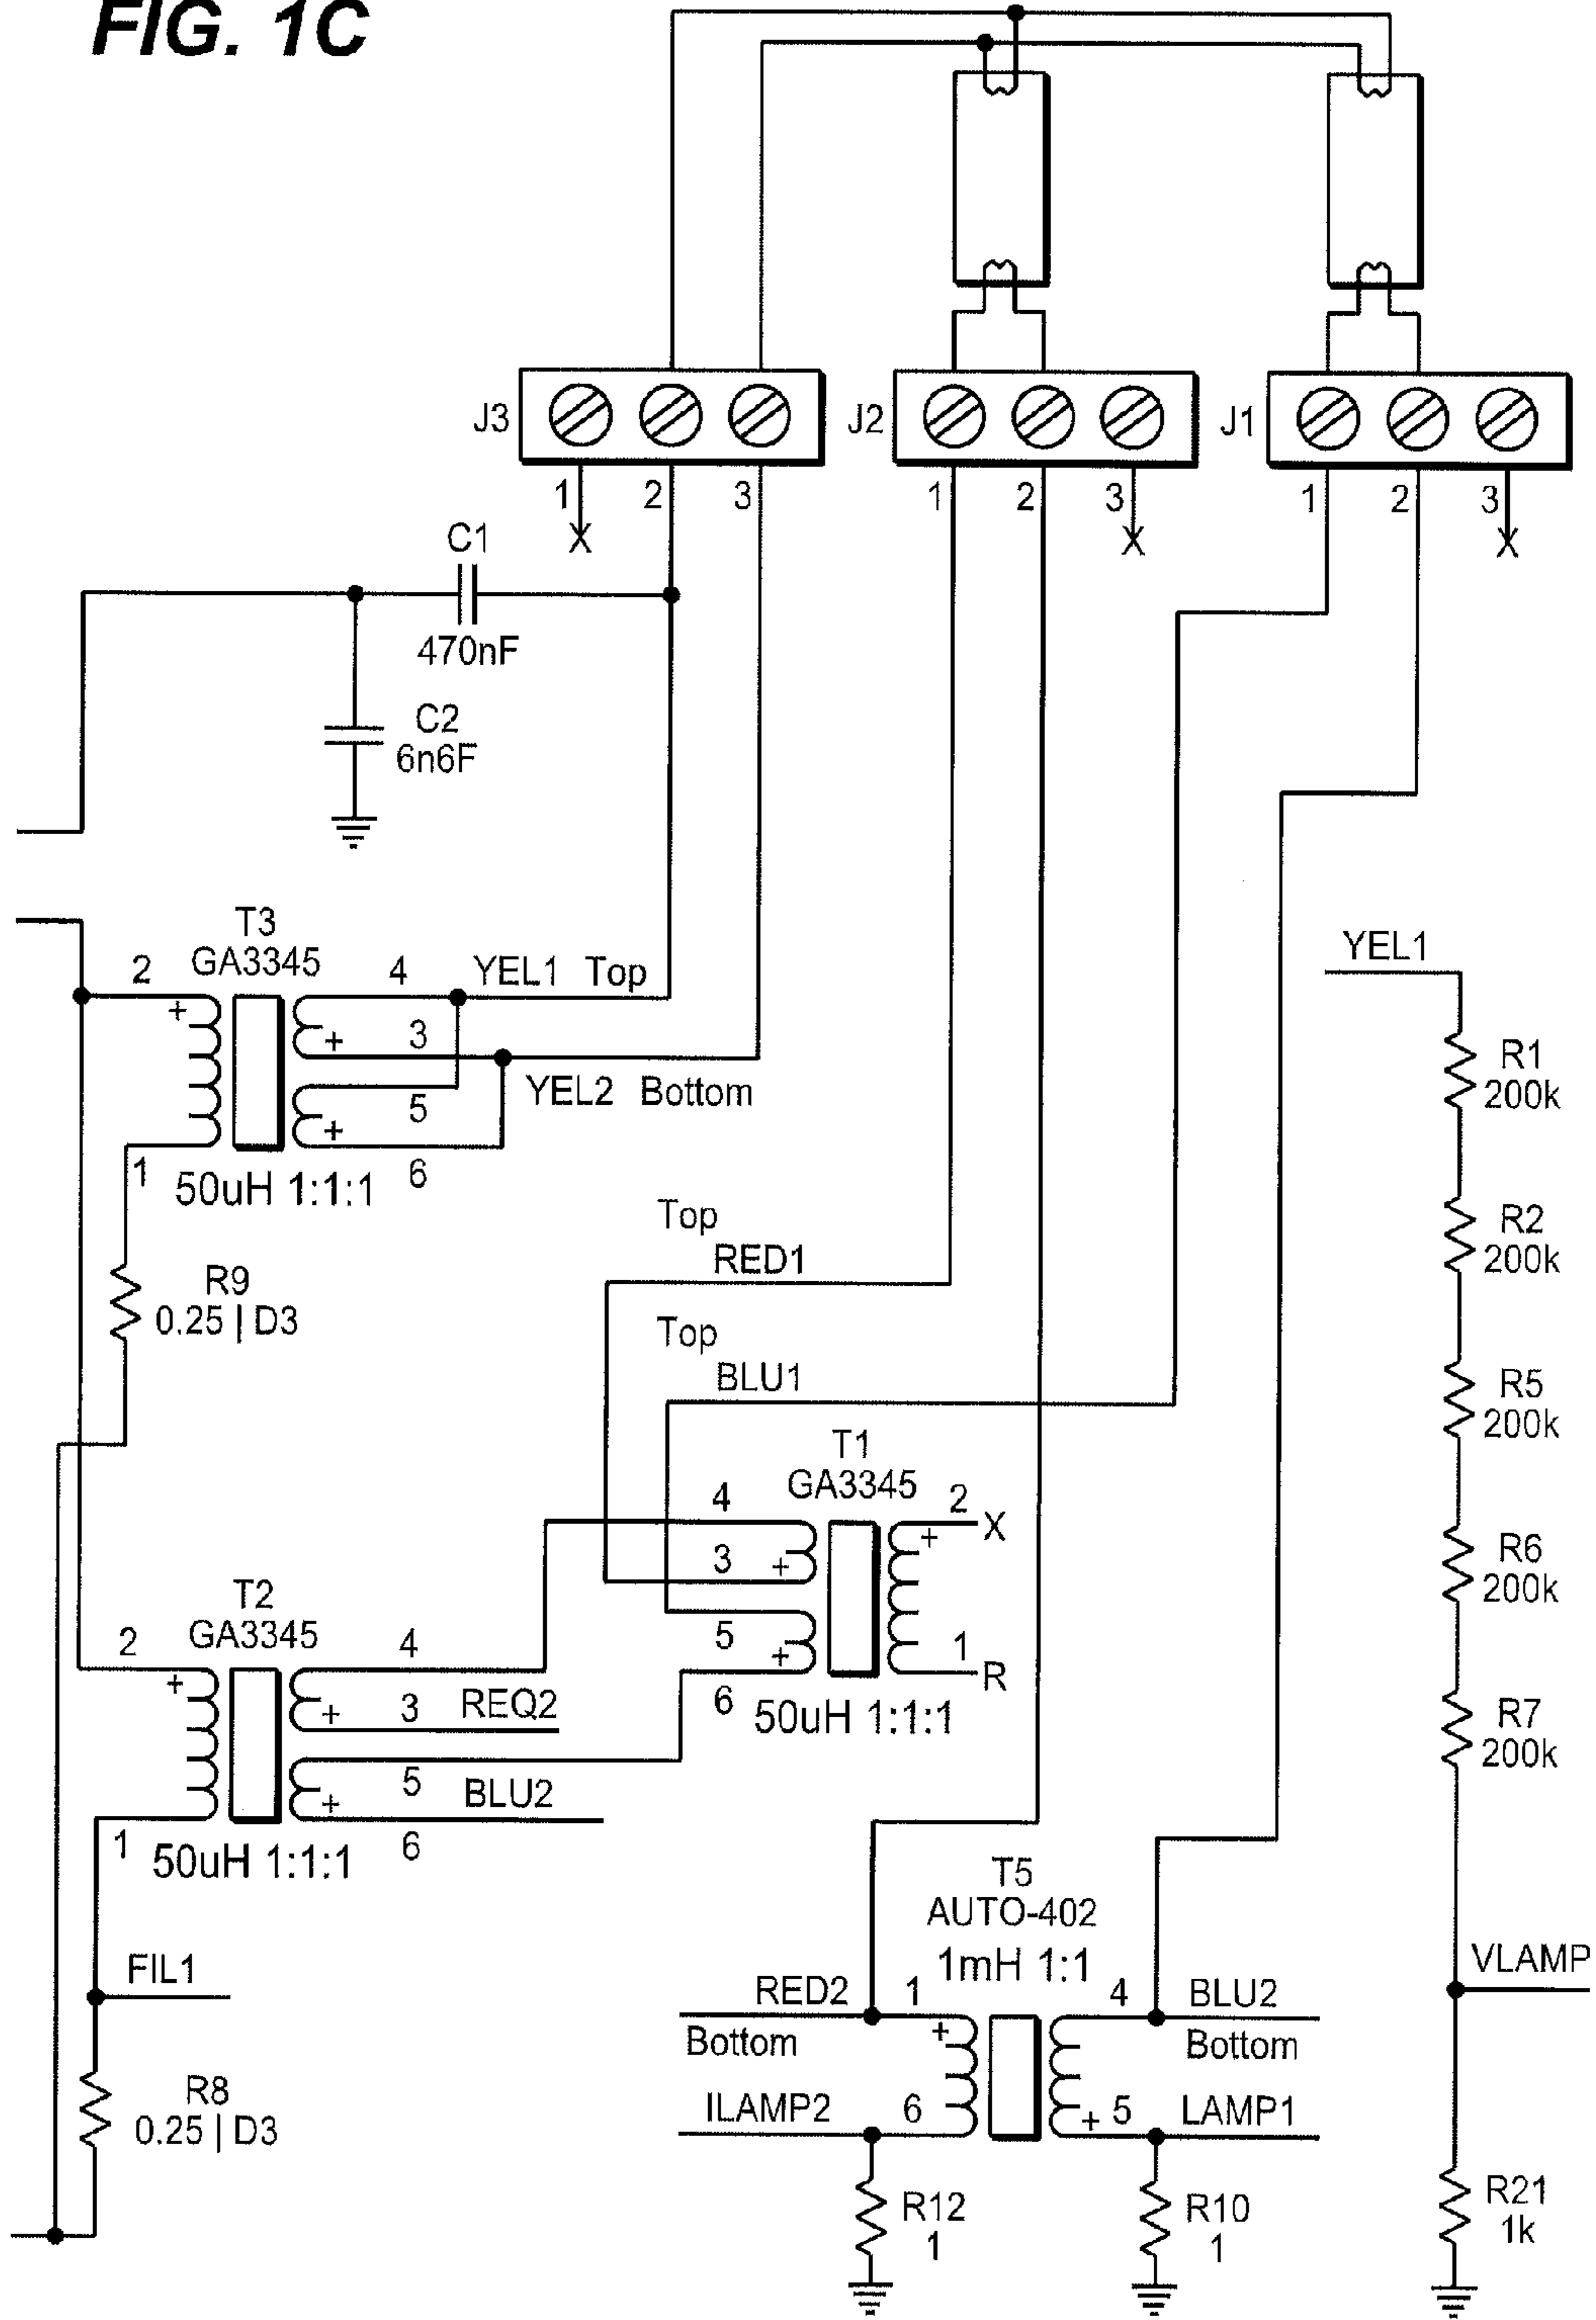 FIG. 1C
J3
J2
J1
1 2 3
1 2 3
1 2 3
X
X
X
C1
470nF
C2
6n6F
T3
GA3345
2
4
YEL1 Top
3
YEL2 Bottom
5
1
6
50uH 1:1:1
YEL1
R1
200k
R2
200k
R5
200k
R6
200k
R7
200k
VLAMP
R21
1k
R9
0.25 | D3
Top
RED1
Top
BLU1
T1
GA3345
4
2
X
3
5
1
R
6
50uH 1:1:1
T2
GA3345
2
4
3
REQ2
5
BLU2
1
6
50uH 1:1:1
FIL1
R8
0.25 | D3
T5
AUTO-402
1mH 1:1
RED2
1
4
BLU2
Bottom
Bottom
ILAMP2
6
5
LAMP1
R12
1
R10
1
+
+
+
+
+
+
+
+
+
+
+